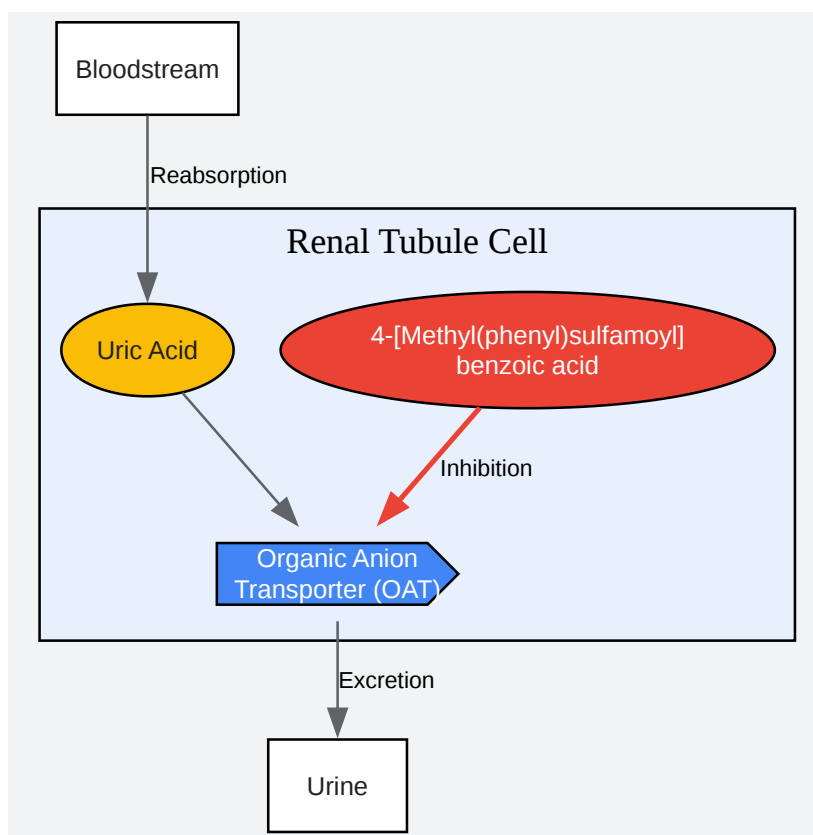 Bloodstream
Reabsorption
Renal Tubule Cell
Uric Acid
4-[Methyl(phenyl)sulfamoyl]
benzoic acid
Inhibition
Organic Anion
Transporter (OAT)
Excretion
Urine